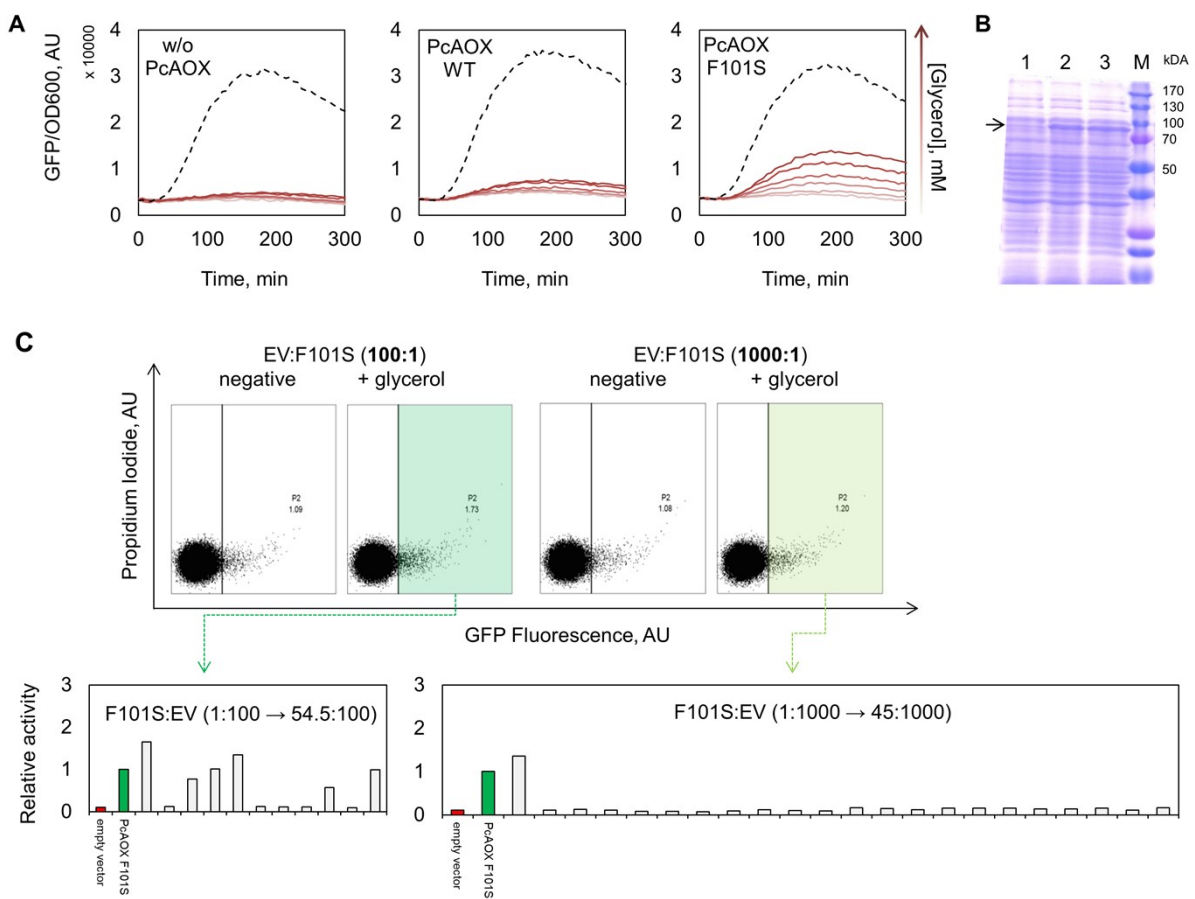 A
GFP/OD600, AU
x 10000
4
3
2
1
0
w/o
PcAOX
0 100 200 300
Time, min
4
3
2
1
0
PcAOX
WT
0 100 200 300
Time, min
4
3
2
1
0
PcAOX
F101S
0 100 200 300
Time, min
[Glycerol], mM
B
1 2 3 M kDA
170
130
100
70
50
C
EV:F101S (100:1)
negative + glycerol
EV:F101S (1000:1)
negative + glycerol
Propidium Iodide, AU
P2
1.09
P2
1.73
P2
1.08
P2
1.20
GFP Fluorescence, AU
Relative activity
3
2
1
0
F101S:EV (1:100 → 54.5:100)
empty vector
PcAOX F101S
3
2
1
0
F101S:EV (1:1000 → 45:1000)
empty vector
PcAOX F101S